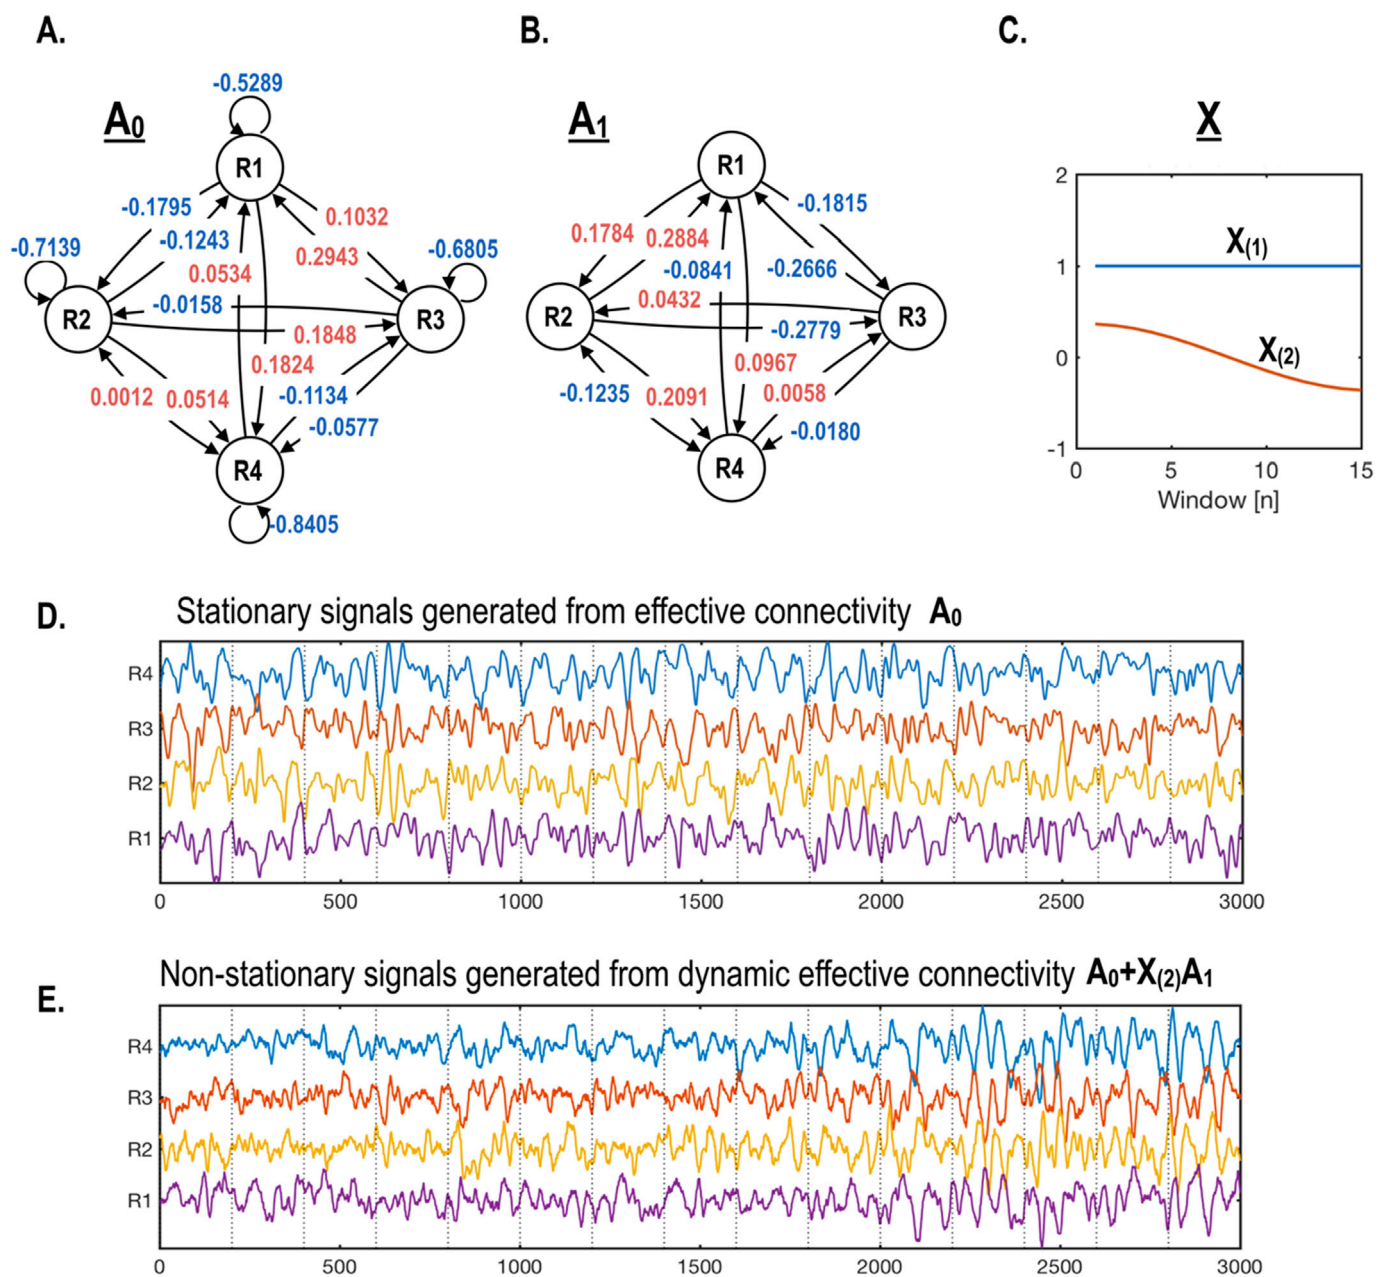 A.
B.
C.
A0
A1
X
-0.5289
R1
-0.1795
0.1032
-0.1243
-0.7139
0.0534
0.2943
-0.6805
-0.0158
R2
R3
0.1848
0.1824
0.0012
0.0514
-0.1134
-0.0577
R4
-0.8405
R1
-0.1815
0.1784
0.2884
-0.0841
-0.2666
0.0432
R2
R3
-0.2779
0.0967
-0.1235
0.2091
0.0058
-0.0180
R4
2
1
0
-1
X(1)
X(2)
0 5 10 15
Window [n]
D.
Stationary signals generated from effective connectivity A0
R4
R3
R2
R1
0 500 1000 1500 2000 2500 3000
E.
Non-stationary signals generated from dynamic effective connectivity A0+X(2)A1
R4
R3
R2
R1
0 500 1000 1500 2000 2500 3000